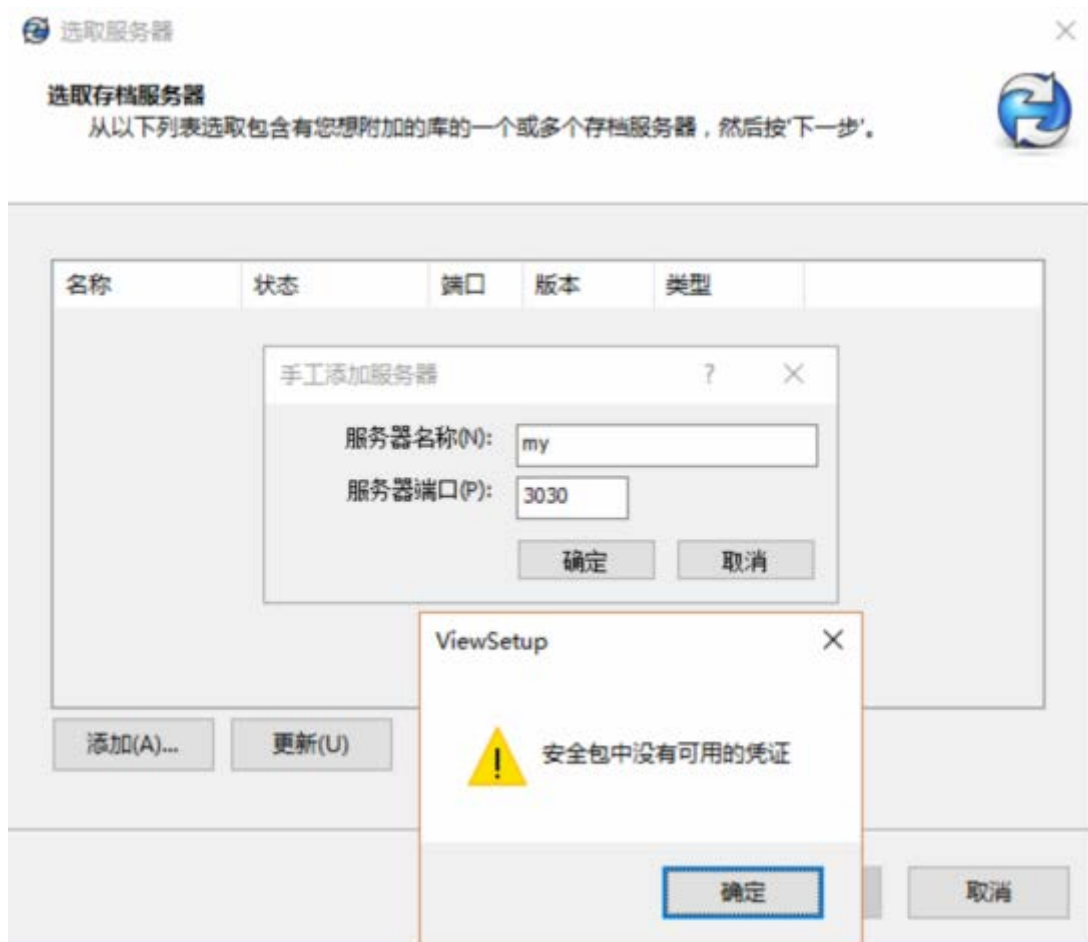 选取服务器
选取存档服务器
从以下列表选取包含有您想附加的库的一个或多个存档服务器，然后按'下一步'。
名称 状态 端口 版本 类型
手工添加服务器 ?
服务器名称(N): my
服务器端口(P): 3030
确定 取消
ViewSetup
安全包中没有可用的凭证
添加(A)... 更新(U)
确定
取消